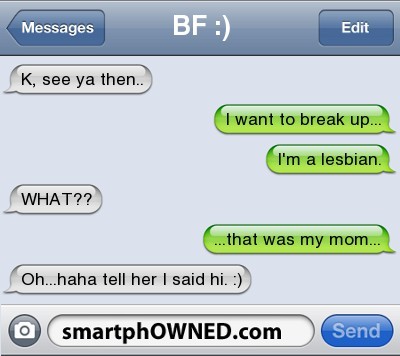 Messages
BF :)
Edit
K, see ya then..
I want to break up...
I'm a lesbian.
WHAT??
...that was my mom...
Oh...haha tell her I said hi. :)
smartphOWNED.com
Send